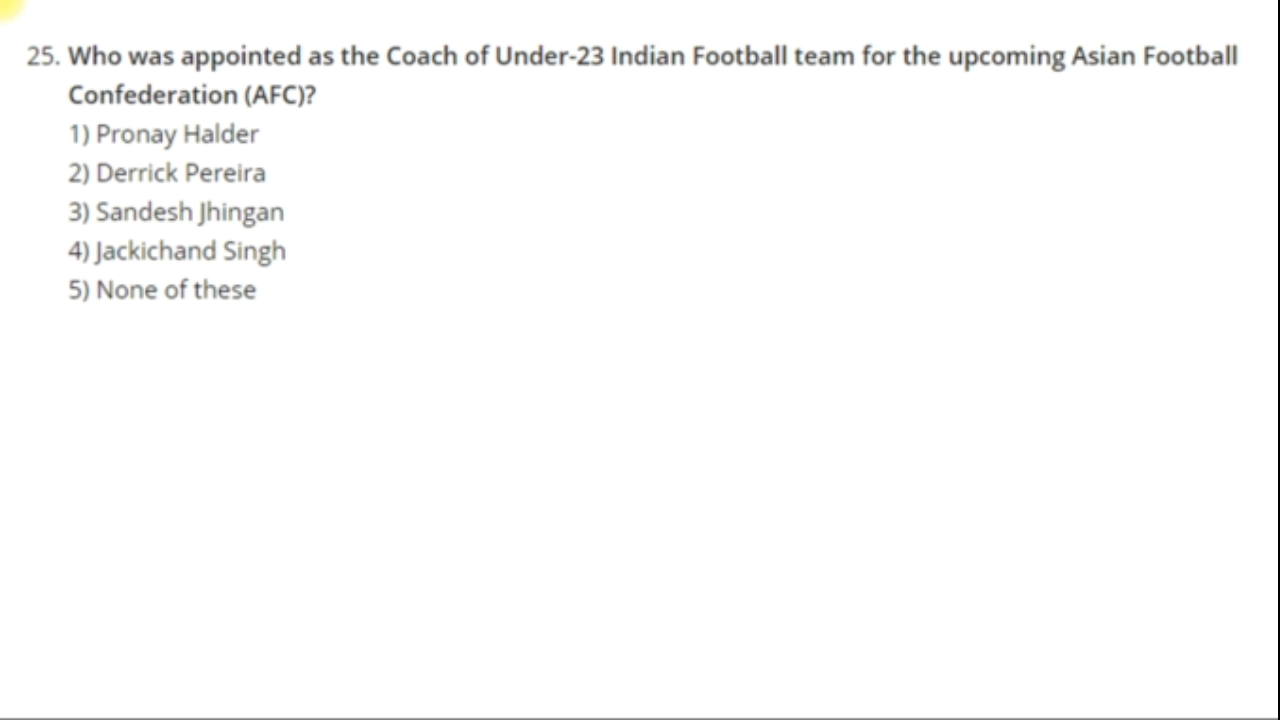 25. Who was appointed as the Coach of Under-23 Indian Football team for the upcoming Asian Football
Confederation (AFC)?
1) Pronay Halder
2) Derrick Pereira
3) Sandesh Jhingan
4) Jackichand Singh
5) None of these